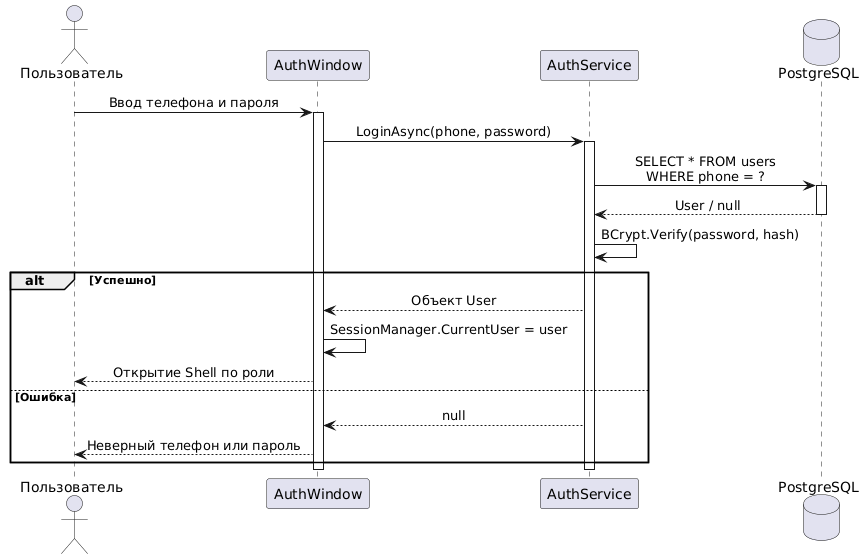 Пользователь
AuthWindow
AuthService
PostgreSQL
Ввод телефона и пароля
LoginAsync(phone, password)
SELECT * FROM users
WHERE phone = ?
User / null
BCrypt.Verify(password, hash)
alt
[Успешно]
Объект User
SessionManager.CurrentUser = user
Открытие Shell по роли
[Ошибка]
null
Неверный телефон или пароль
Пользователь
AuthWindow
AuthService
PostgreSQL